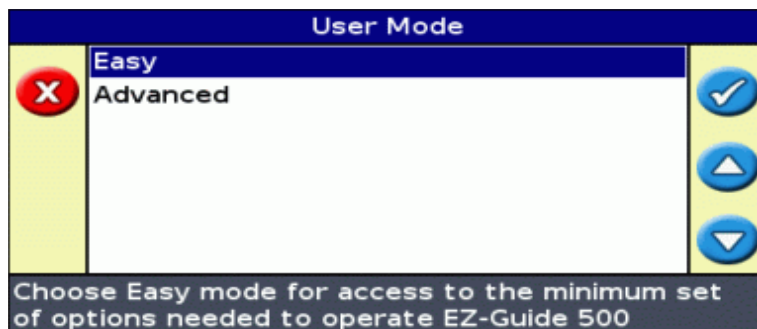 User Mode
Easy
Advanced
Choose Easy mode for access to the minimum set
of options needed to operate EZ-Guide 500